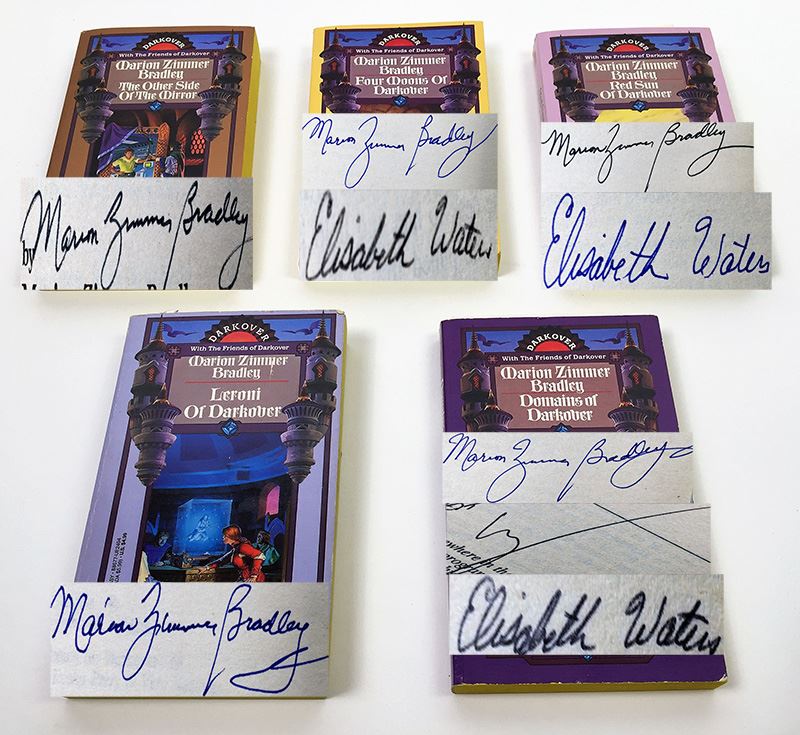 DARKOVER
With The Friends of Darkover
Marion Zimmer
Bradley
The Other Side
Of The Mirror
by Marion Zimmer Bradley
DARKOVER
With The Friends of Darkover
Marion Zimmer
Bradley
Four Moons Of
Darkover
Marion Zimmer Bradley
Elisabeth Waters
DARKOVER
With The Friends of Darkover
Marion Zimmer
Bradley
Red Sun
Of Darkover
Marion Zimmer Bradley
Elisabeth Waters
DARKOVER
With The Friends of Darkover
Marion Zimmer
Bradley
Leroni
Of Darkover
Marion Zimmer Bradley
DARKOVER
With The Friends of Darkover
Marion Zimmer
Bradley
Domains of
Darkover
Marion Zimmer Bradley
Elisabeth Waters